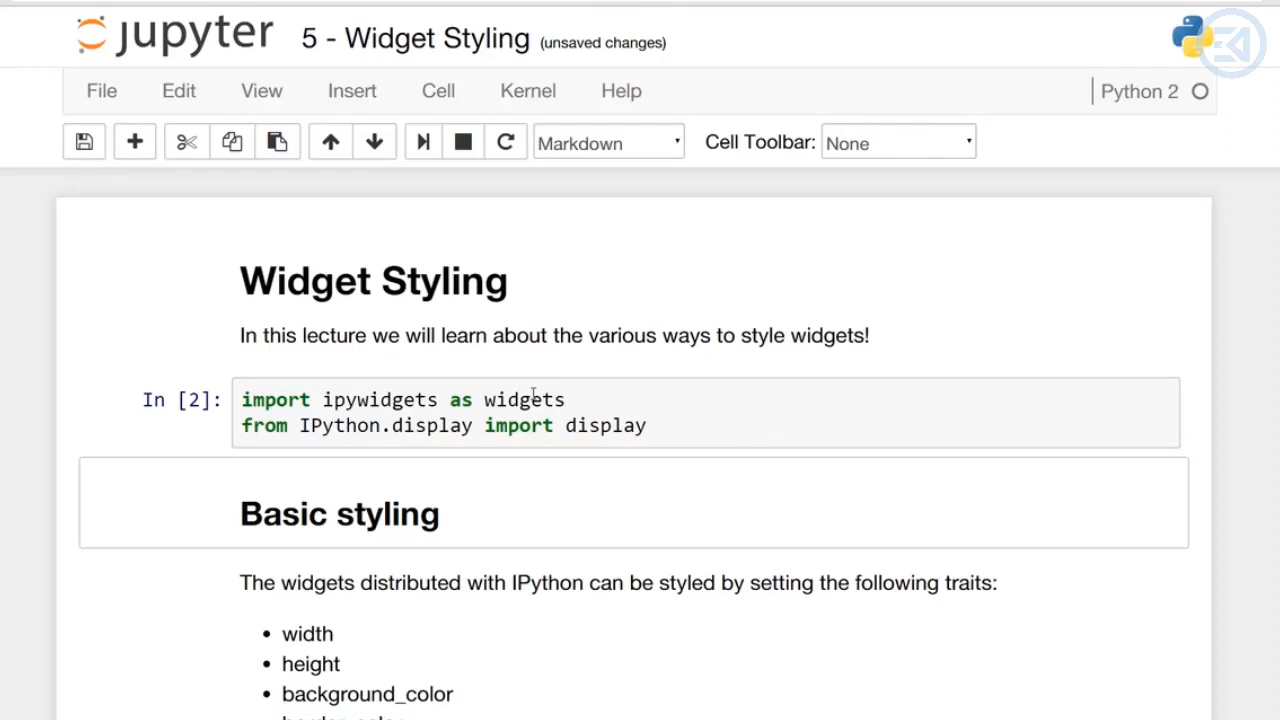 jupyter 5 - Widget Styling (unsaved changes)
File Edit View Insert Cell Kernel Help Python 2
Markdown Cell Toolbar: None
Widget Styling
In this lecture we will learn about the various ways to style widgets!
In [2]: import ipywidgets as widgets
from IPython.display import display
Basic styling
The widgets distributed with IPython can be styled by setting the following traits:
• width
• height
• background_color